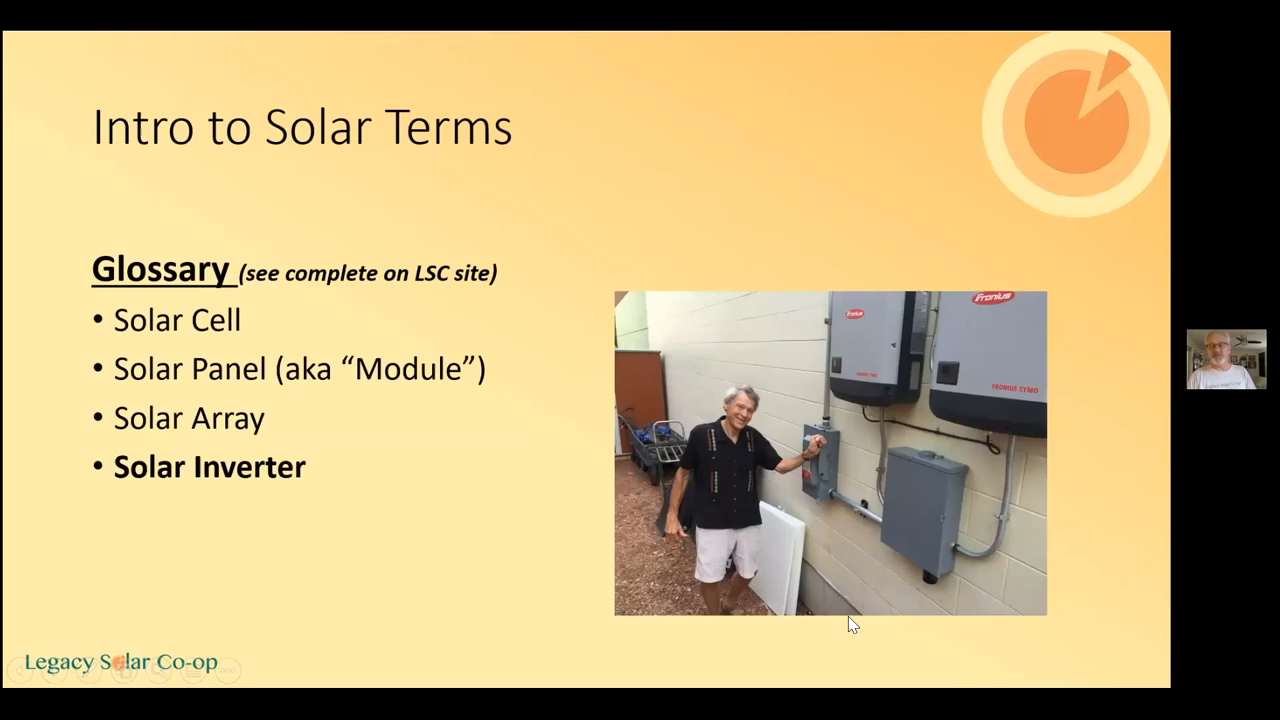 Intro to Solar Terms
Glossary (see complete on LSC site)
• Solar Cell
• Solar Panel (aka “Module”)
• Solar Array
• Solar Inverter
Fronius
Fronius
FRONIUS SYMO
Legacy Solar Co-op